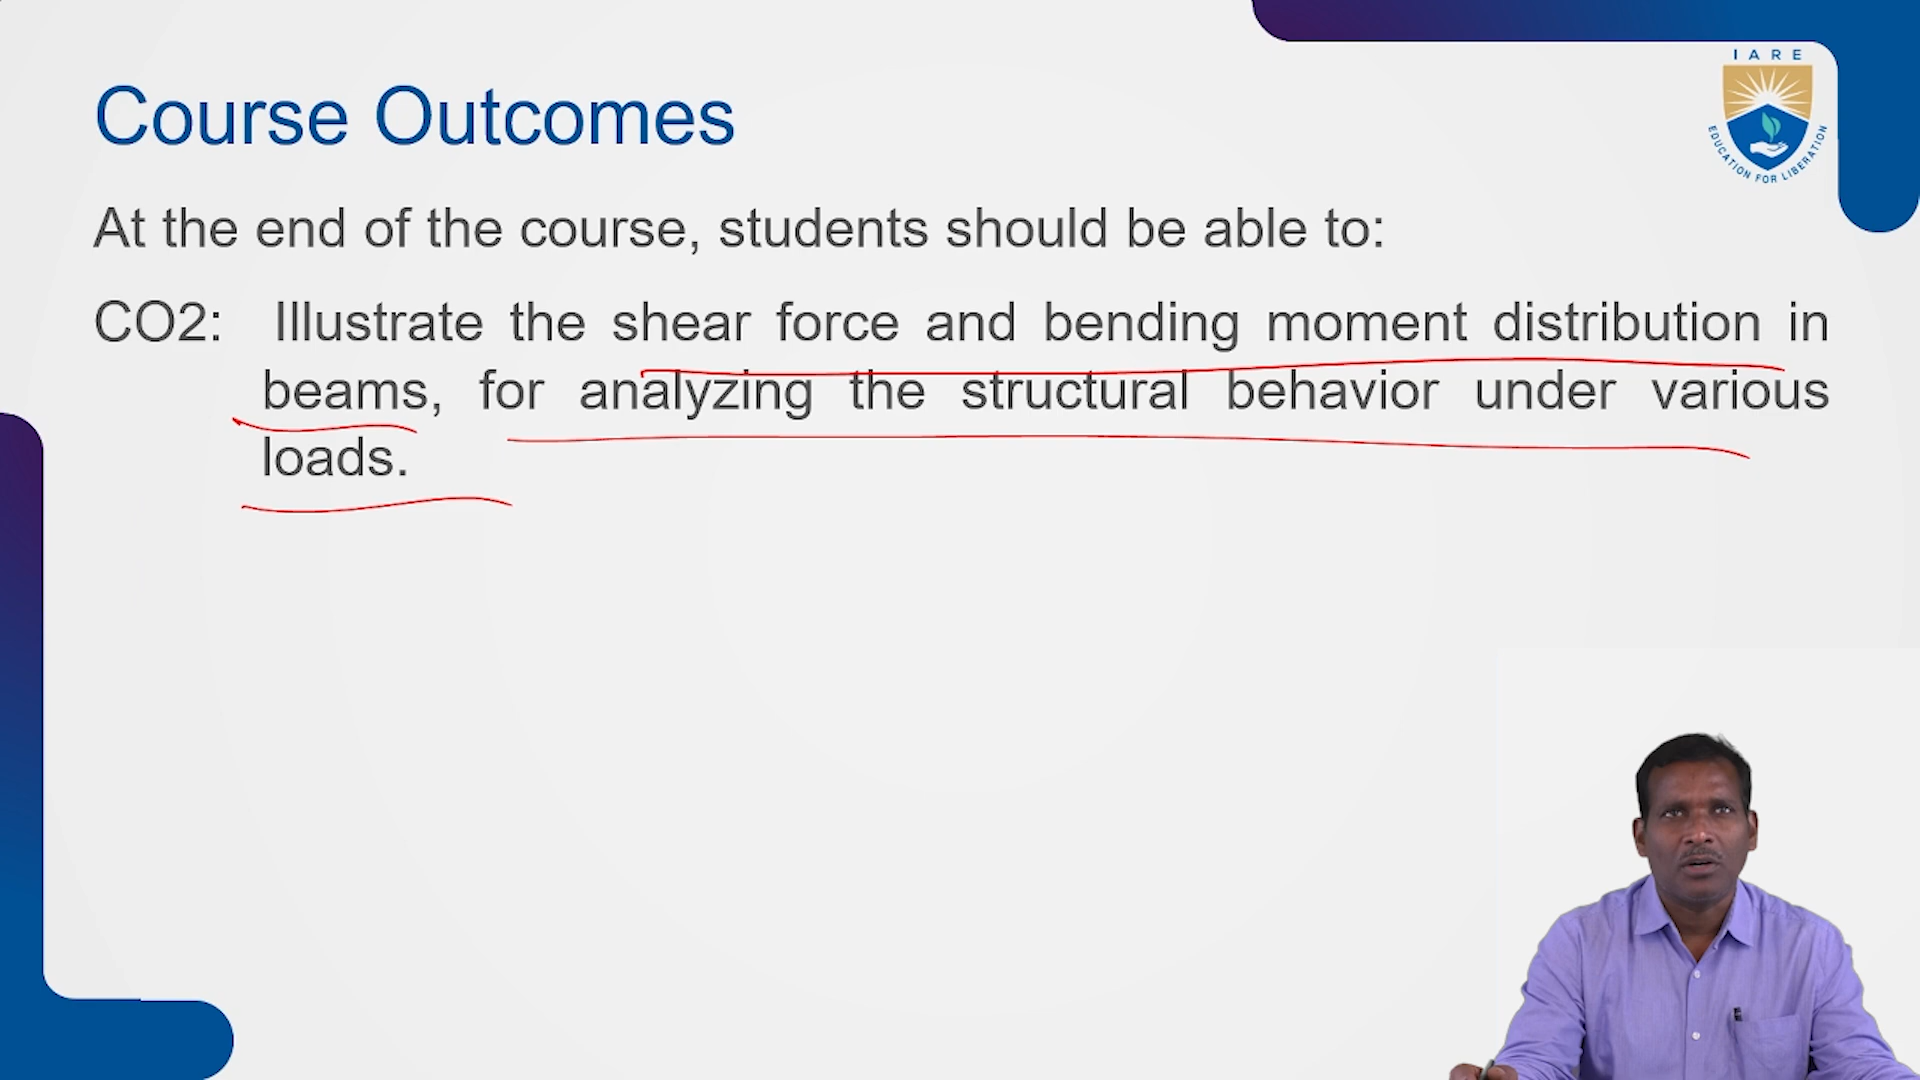 IARE
Course Outcomes
EDUCATION FOR LIBERATION
At the end of the course, students should be able to:
CO2: Illustrate the shear force and bending moment distribution in
beams, for analyzing the structural behavior under various
loads.